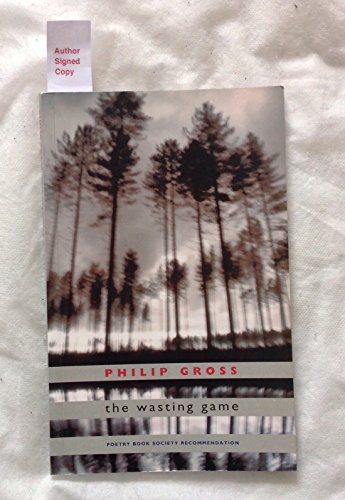 Author
Signed
Copy
PHILIP GROSS
the wasting game
POETRY BOOK SOCIETY RECOMMENDATION